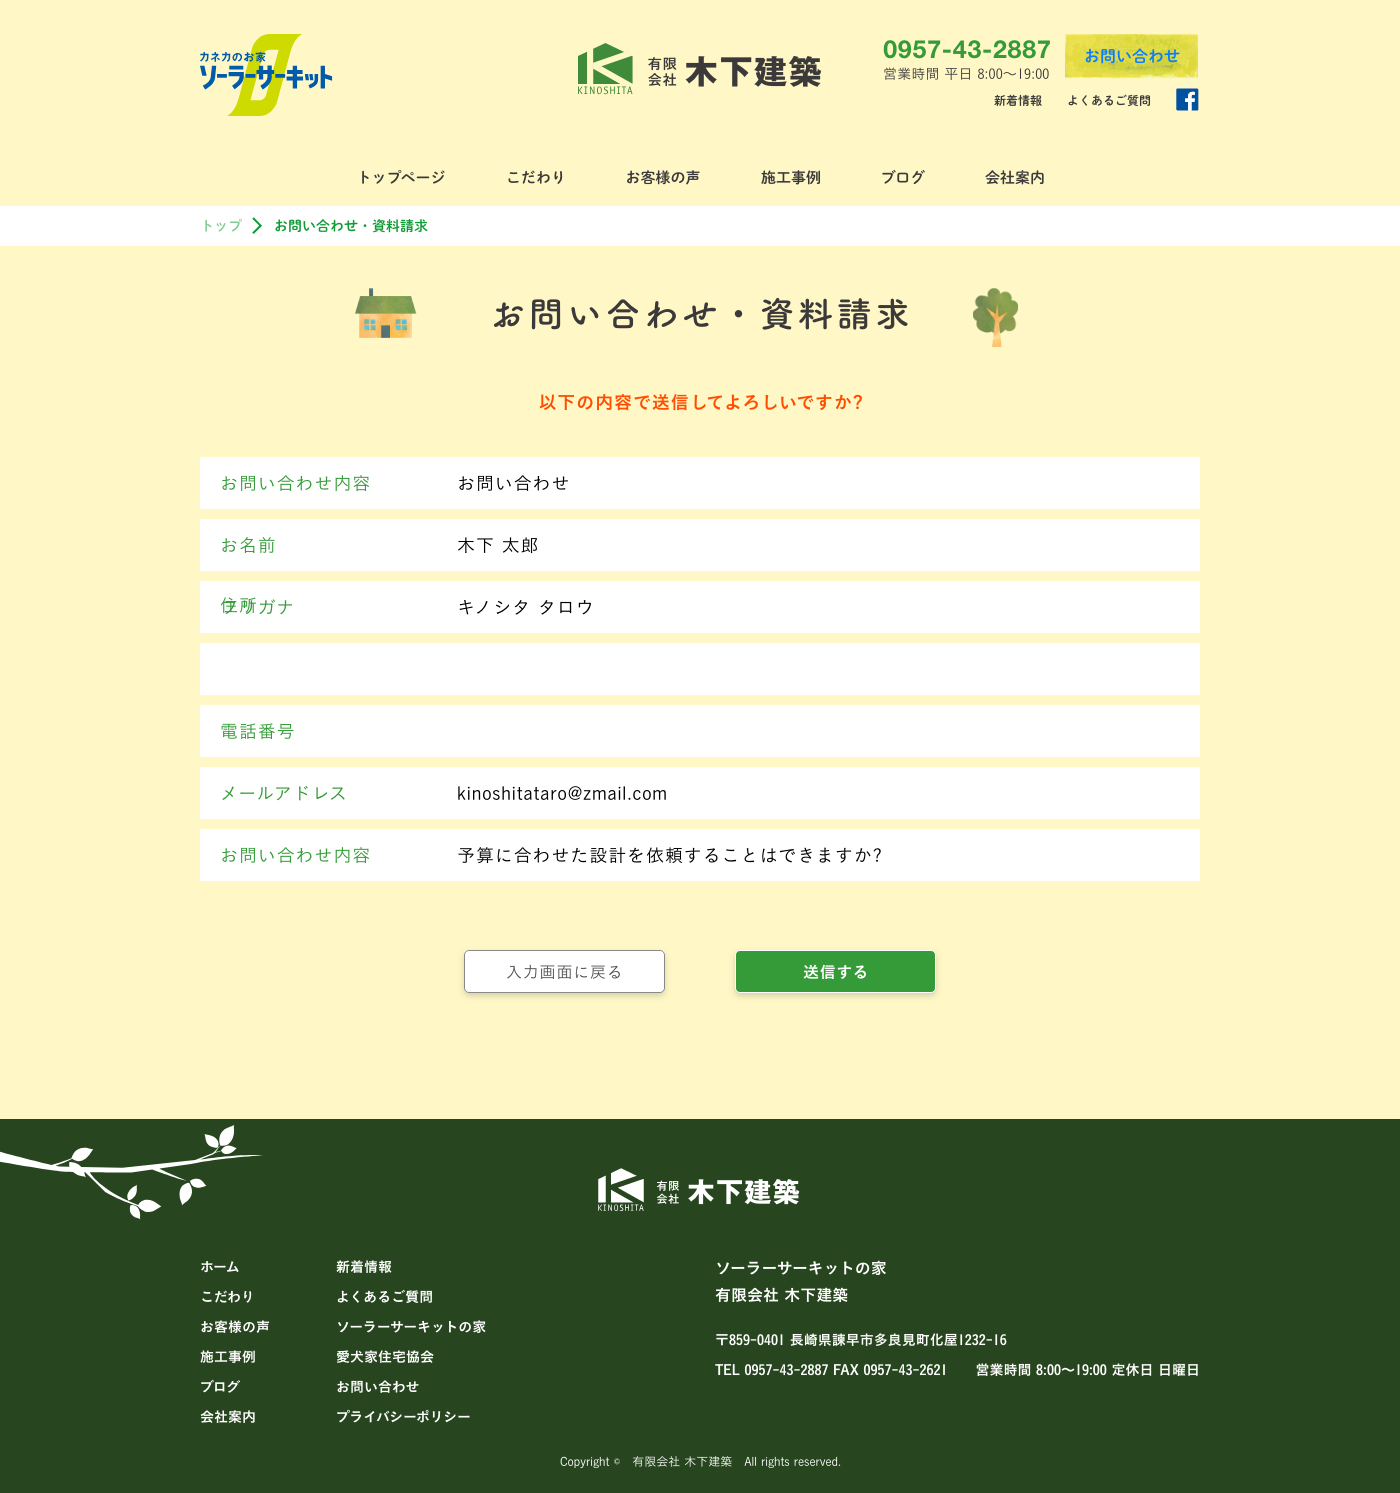 カネカのお家
ソーラーサーキット
KINOSHITA
有限会社 木下建築
0957-43-2887
営業時間 平日 8:00〜19:00
お問い合わせ
新着情報 よくあるご質問
トップページ こだわり お客様の声 施工事例 ブログ 会社案内
トップ お問い合わせ・資料請求
お問い合わせ・資料請求
以下の内容で送信してよろしいですか?
お問い合わせ内容 お問い合わせ
お名前 木下 太郎
住所
フリガナ キノシタ タロウ
電話番号
メールアドレス kinoshitataro@zmail.com
お問い合わせ内容 予算に合わせた設計を依頼することはできますか?
入力画面に戻る 送信する
KINOSHITA
有限会社 木下建築
ホーム
こだわり
お客様の声
施工事例
ブログ
会社案内
新着情報
よくあるご質問
ソーラーサーキットの家
愛犬家住宅協会
お問い合わせ
プライバシーポリシー
ソーラーサーキットの家
有限会社 木下建築
〒859-0401 長崎県諫早市多良見町化屋1232-16
TEL 0957-43-2887 FAX 0957-43-2621 営業時間 8:00〜19:00 定休日 日曜日
Copyright © 有限会社 木下建築 All rights reserved.